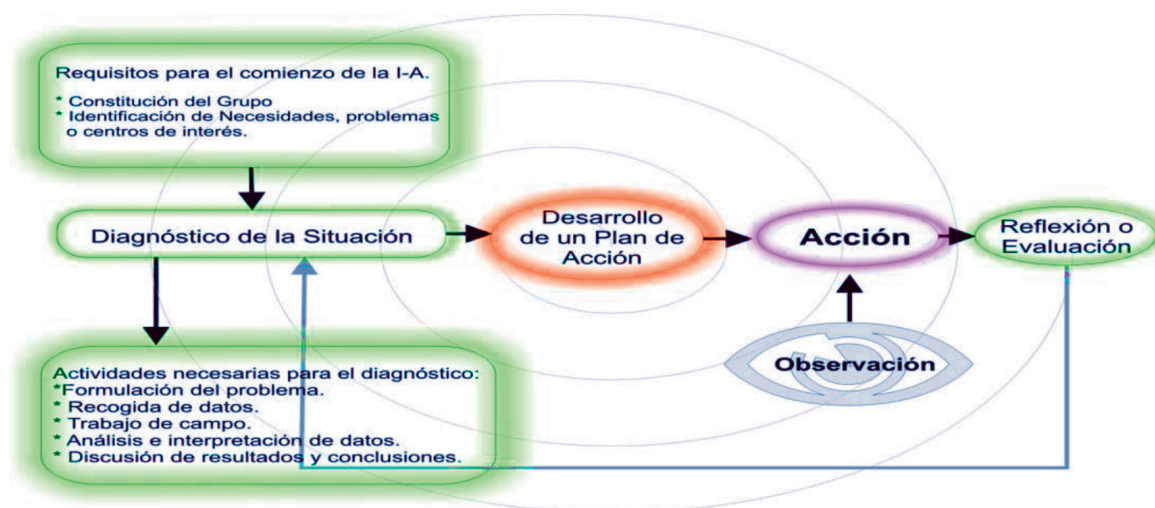 Requisitos para el comienzo de la I-A.
* Constitución del Grupo
* Identificación de Necesidades, problemas
o centros de interés.
Diagnóstico de la Situación
Desarrollo
de un Plan de
Acción
Acción
Reflexión o
Evaluación
Observación
Actividades necesarias para el diagnóstico:
*Formulación del problema.
* Recogida de datos.
* Trabajo de campo.
* Análisis e interpretación de datos.
* Discusión de resultados y conclusiones.